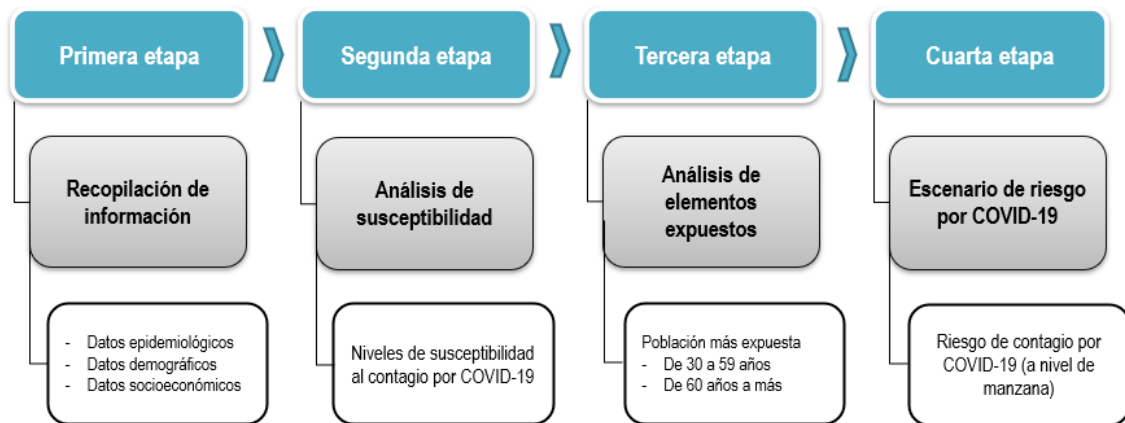 Primera etapa
Segunda etapa
Tercera etapa
Cuarta etapa
Recopilación de
información
Análisis de
susceptibilidad
Análisis de
elementos
expuestos
Escenario de riesgo
por COVID-19
- Datos epidemiológicos
- Datos demográficos
- Datos socioeconómicos
Niveles de susceptibilidad
al contagio por COVID-19
Población más expuesta
- De 30 a 59 años
- De 60 años a más
Riesgo de contagio por
COVID-19 (a nivel de
manzana)